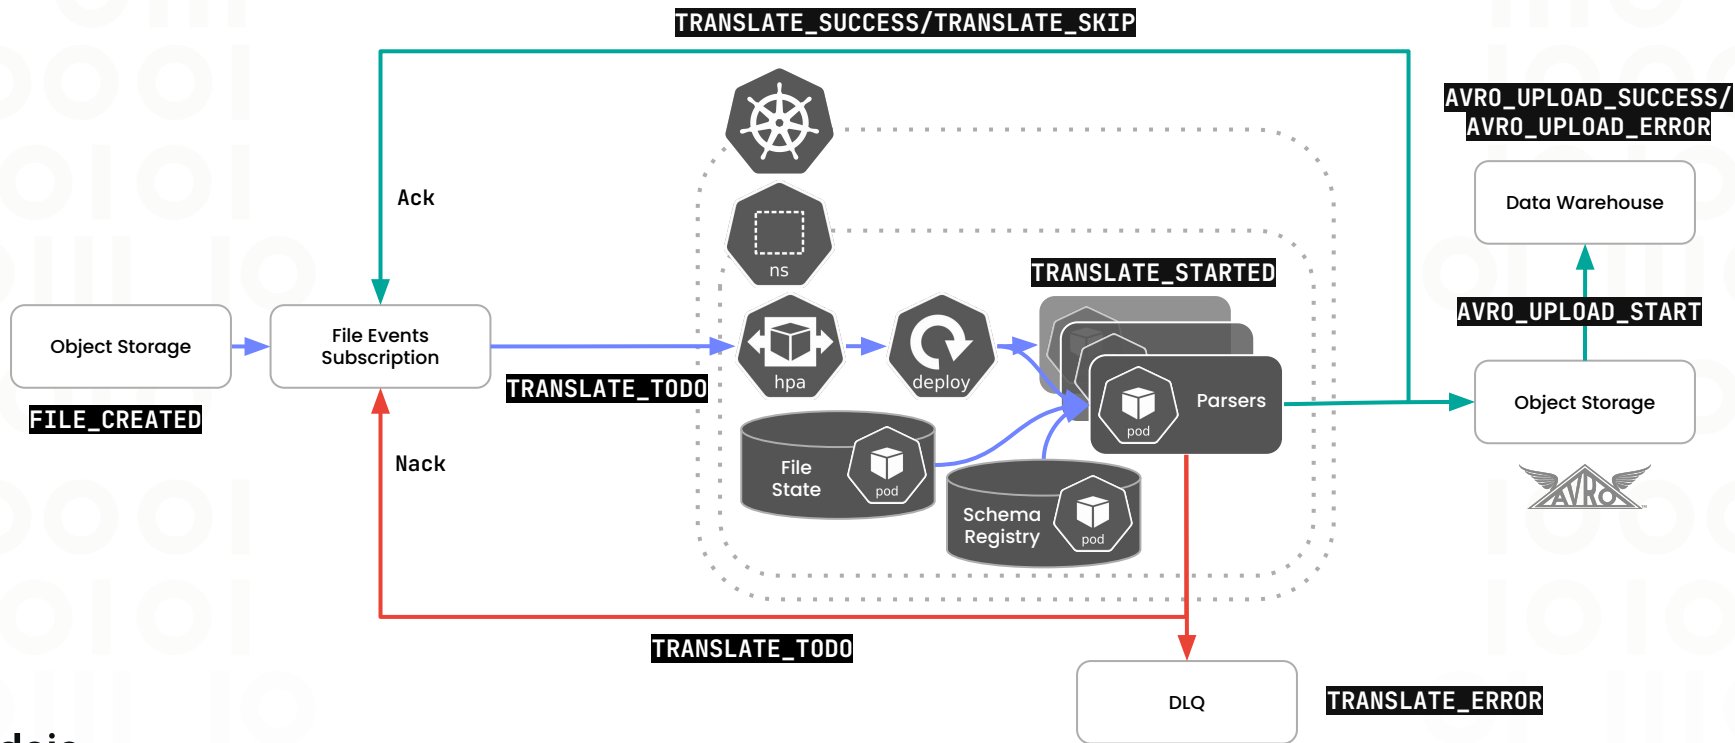 TRANSLATE_SUCCESS/TRANSLATE_SKIP
AVRO_UPLOAD_SUCCESS/
AVRO_UPLOAD_ERROR
Ack
Data Warehouse
ns
TRANSLATE_STARTED
AVRO_UPLOAD_START
Object Storage
File Events
Subscription
hpa
deploy
TRANSLATE_TODO
FILE_CREATED
Parsers
pod
Object Storage
Nack
File
State
pod
Schema
Registry
pod
AVRO
TRANSLATE_TODO
DLQ
TRANSLATE_ERROR